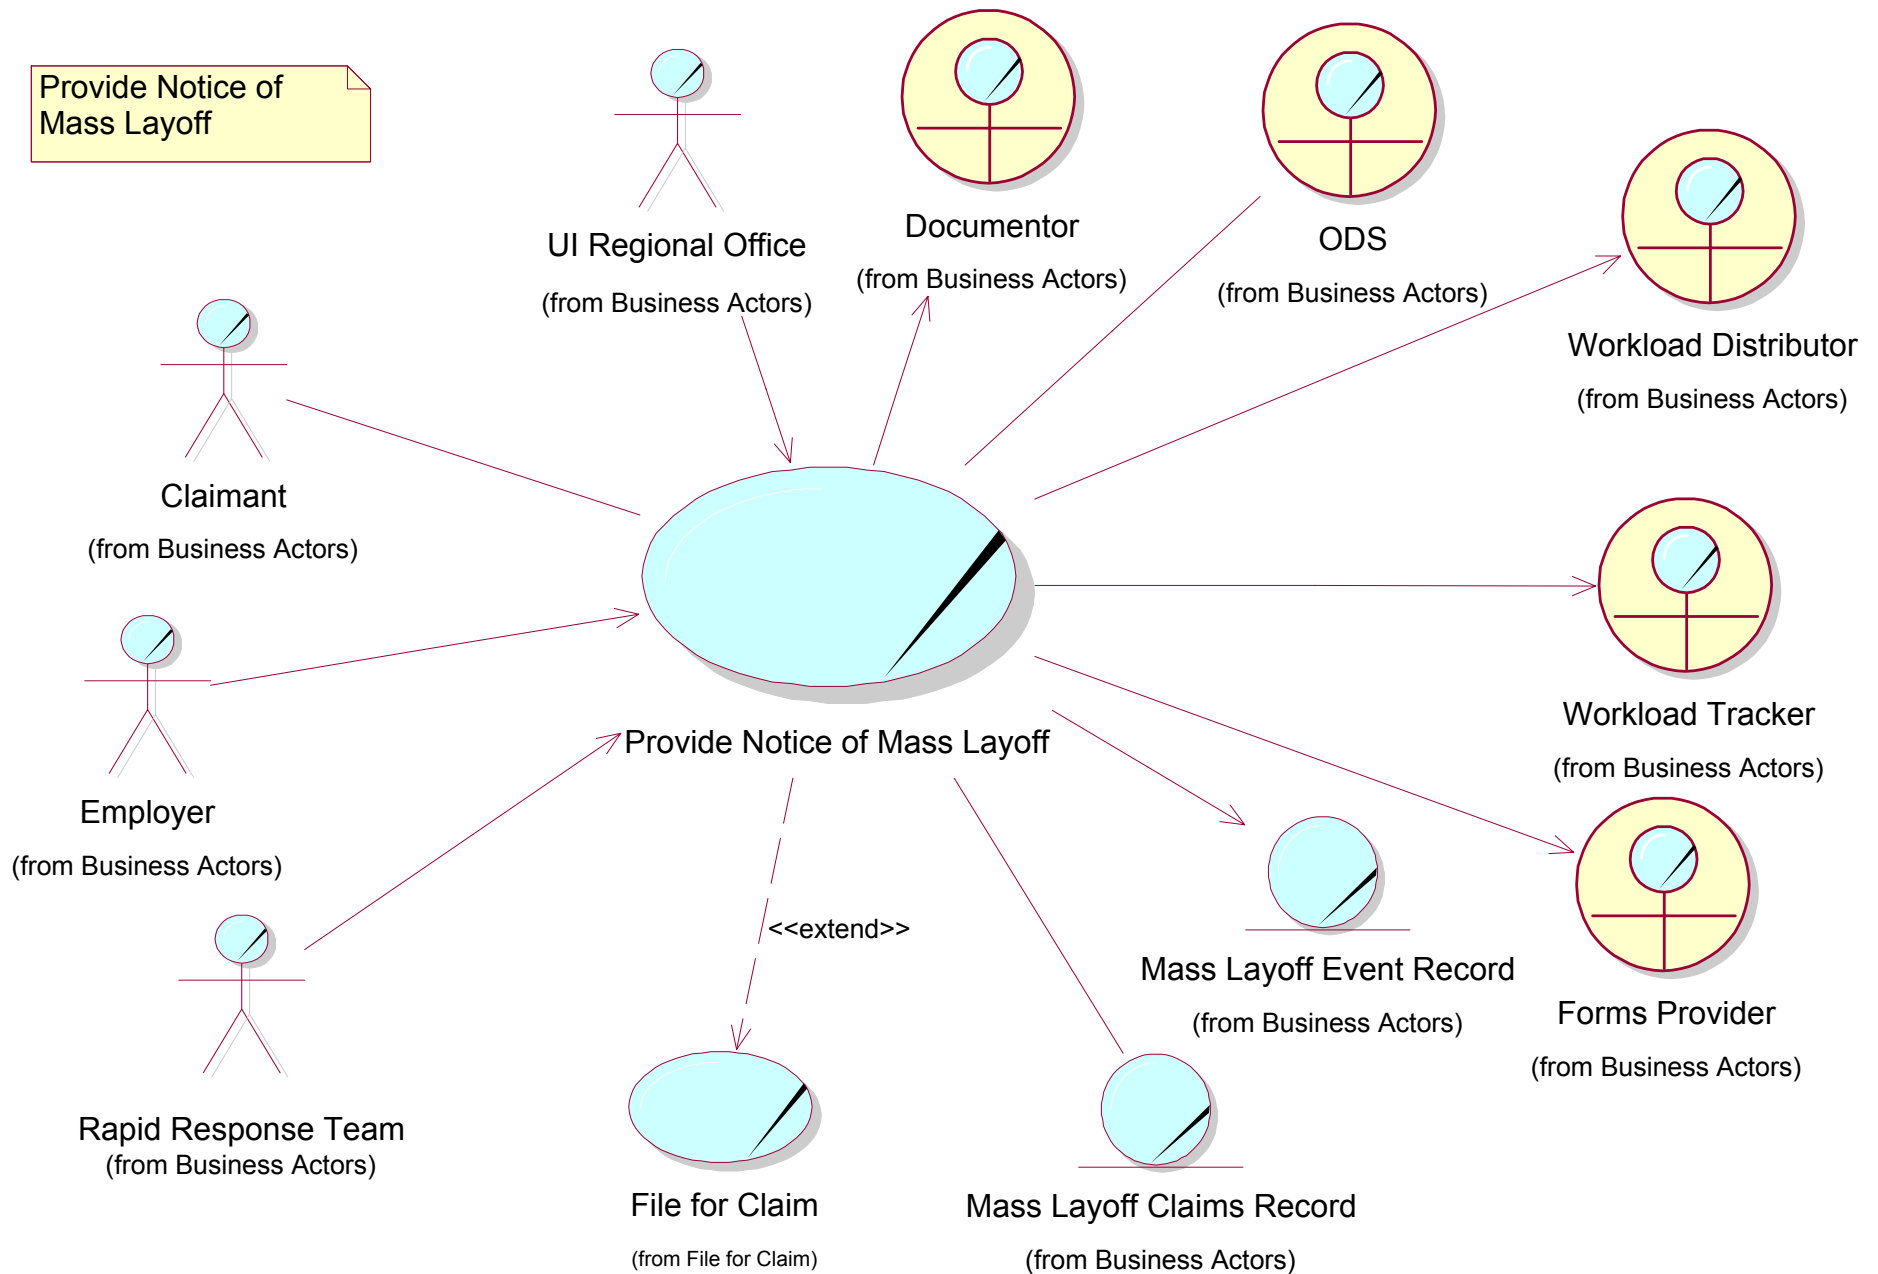 Provide Notice of
Mass Layoff
UI Regional Office
(from Business Actors)
Documentor
(from Business Actors)
ODS
(from Business Actors)
Workload Distributor
(from Business Actors)
Claimant
(from Business Actors)
Employer
(from Business Actors)
Provide Notice of Mass Layoff
Workload Tracker
(from Business Actors)
<<extend>>
Mass Layoff Event Record
(from Business Actors)
Forms Provider
(from Business Actors)
Rapid Response Team
(from Business Actors)
File for Claim
(from File for Claim)
Mass Layoff Claims Record
(from Business Actors)